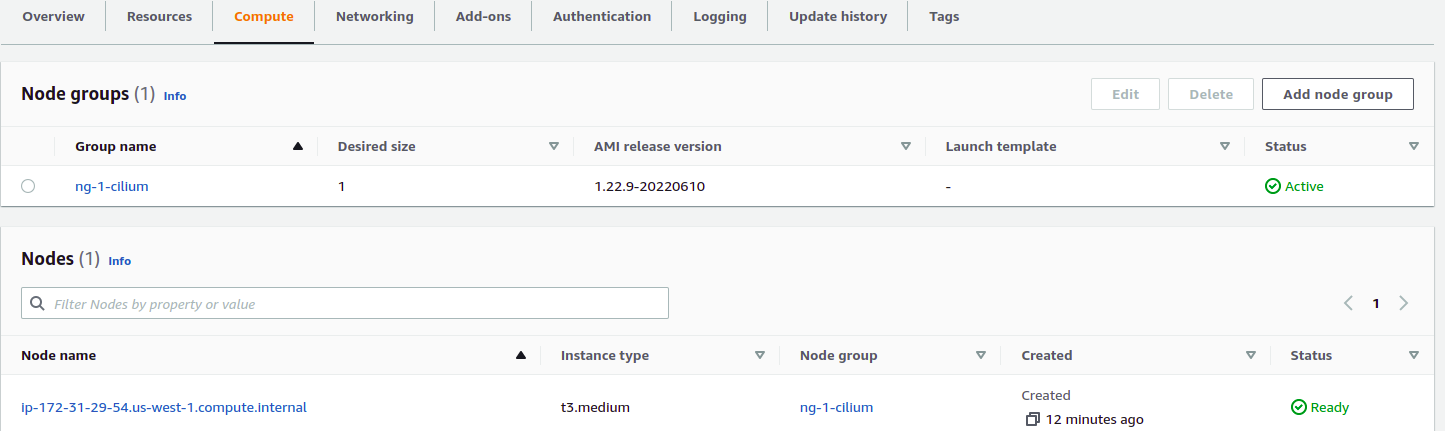 Overview Resources Compute Networking Add-ons Authentication Logging Update history Tags
Node groups (1) Info Edit Delete Add node group
Group name Desired size AMI release version Launch template Status
ng-1-cilium 1 1.22.9-20220610 - Active
Nodes (1) Info
Filter Nodes by property or value 1
Node name Instance type Node group Created Status
Created
ip-172-31-29-54.us-west-1.compute.internal t3.medium ng-1-cilium Ready
12 minutes ago